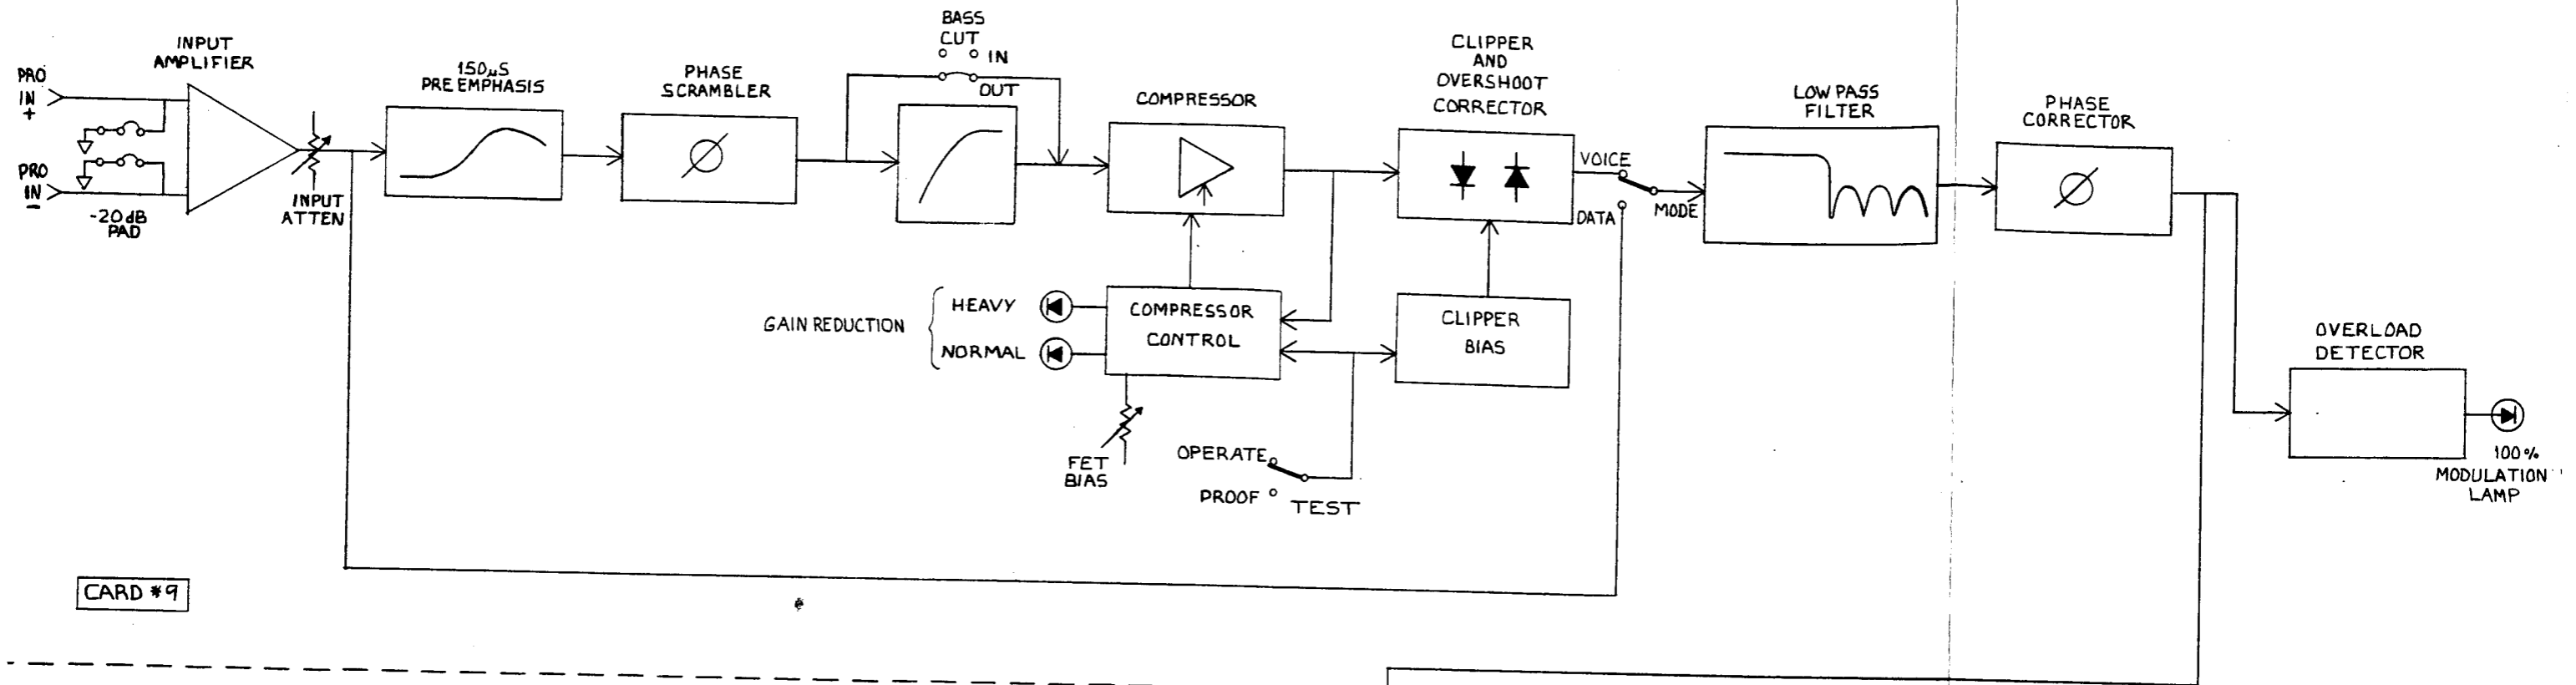 PRO
IN
+
PRO
IN
-
-20dB
PAD
INPUT
AMPLIFIER
INPUT
ATTEN
150µS
PRE EMPHASIS
PHASE
SCRAMBLER
BASS
CUT
IN
OUT
COMPRESSOR
CLIPPER
AND
OVERSHOOT
CORRECTOR
VOICE
DATA
MODE
LOW PASS
FILTER
PHASE
CORRECTOR
GAIN REDUCTION
HEAVY
NORMAL
COMPRESSOR
CONTROL
CLIPPER
BIAS
FET
BIAS
OPERATE
PROOF
TEST
OVERLOAD
DETECTOR
100%
MODULATION
LAMP
CARD #9